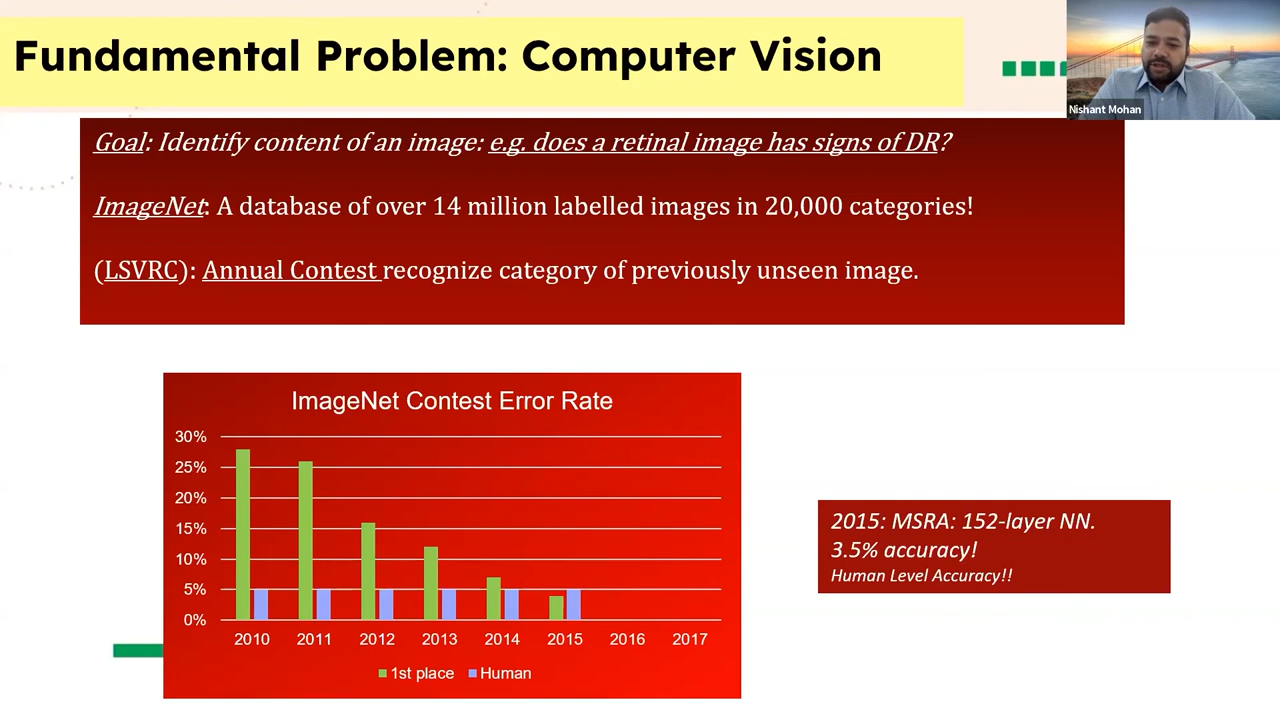 Fundamental Problem: Computer Vision
Nishant Mohan
Goal: Identify content of an image: e.g. does a retinal image has signs of DR?
ImageNet: A database of over 14 million labelled images in 20,000 categories!
(LSVRC): Annual Contest recognize category of previously unseen image.
ImageNet Contest Error Rate
30%
25%
20%
15%
10%
5%
0%
2010 2011 2012 2013 2014 2015 2016 2017
1st place Human
2015: MSRA: 152-layer NN.
3.5% accuracy!
Human Level Accuracy!!